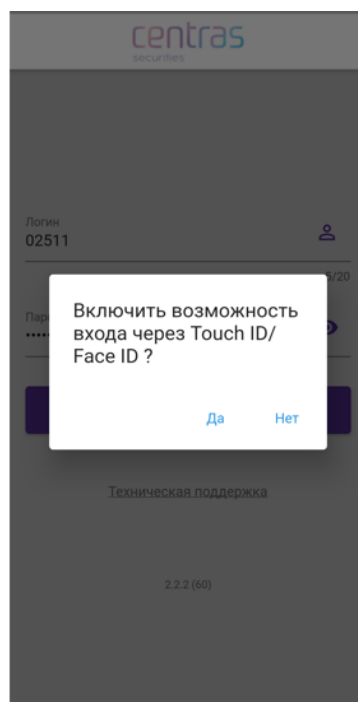 centras
securities
Логин
02511
5/20
Включить возможность
входа через Touch ID/
Face ID ?
Да
Нет
Техническая поддержка
2.2.2 (60)